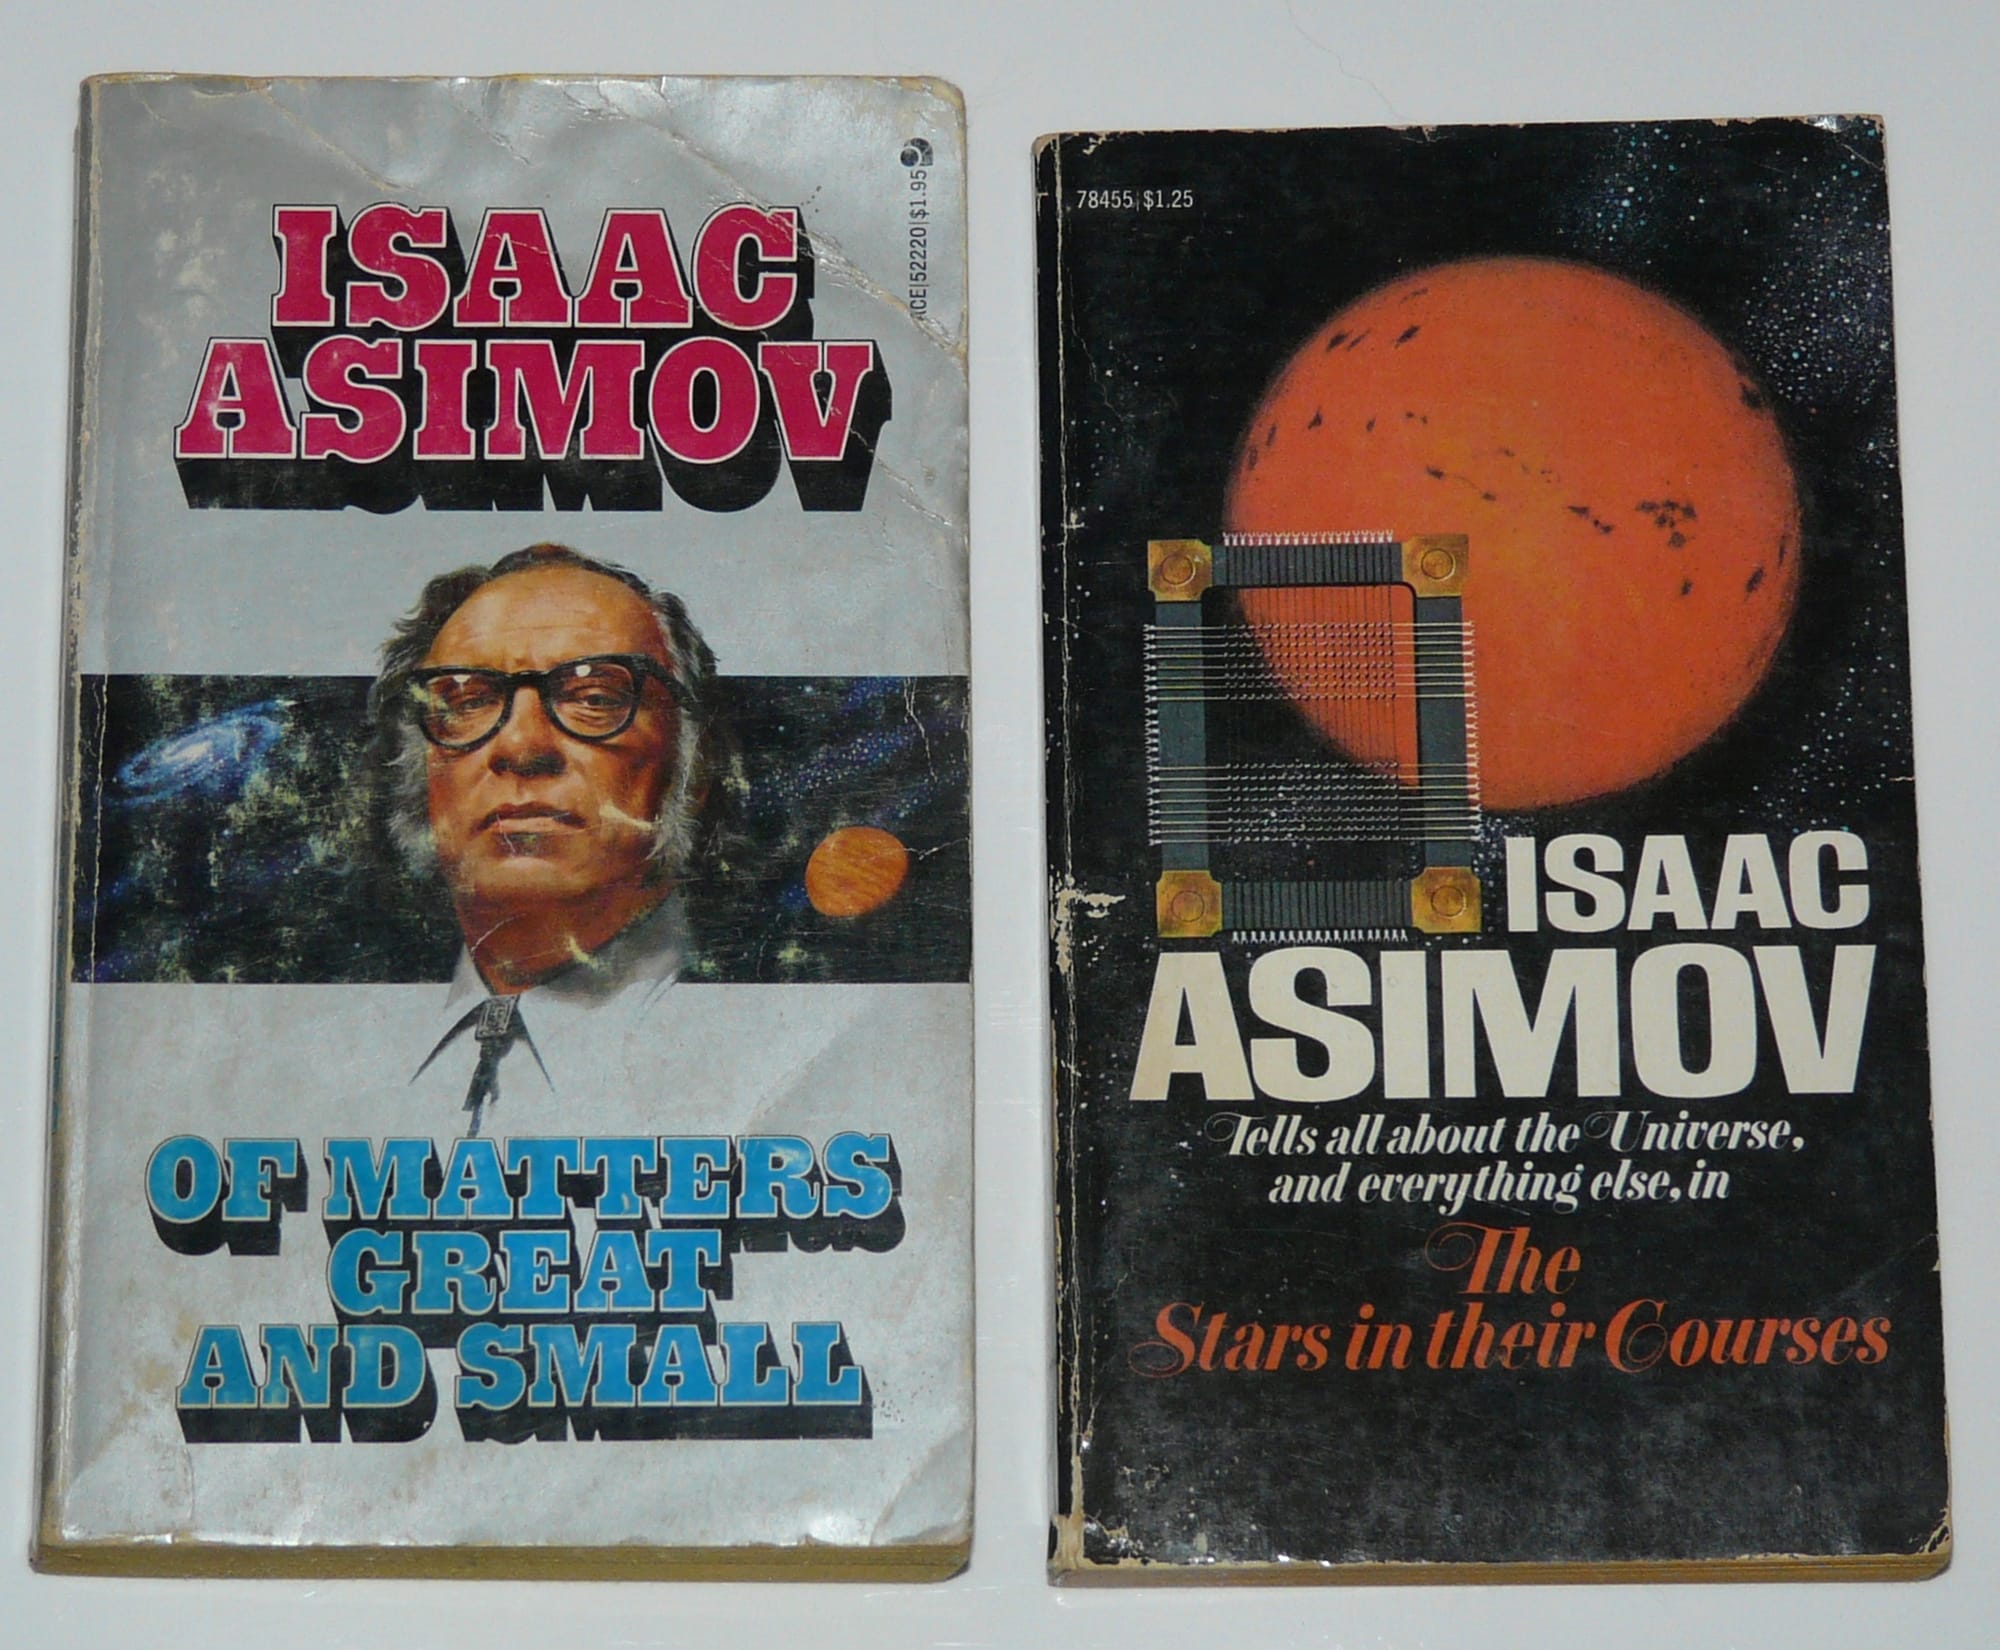 ISAAC
ASIMOV
ACE|52220|$1.95
OF MATTERS
GREAT
AND SMALL
78455|$1.25
ISAAC
ASIMOV
Tells all about the Universe,
and everything else, in
The
Stars in their Courses